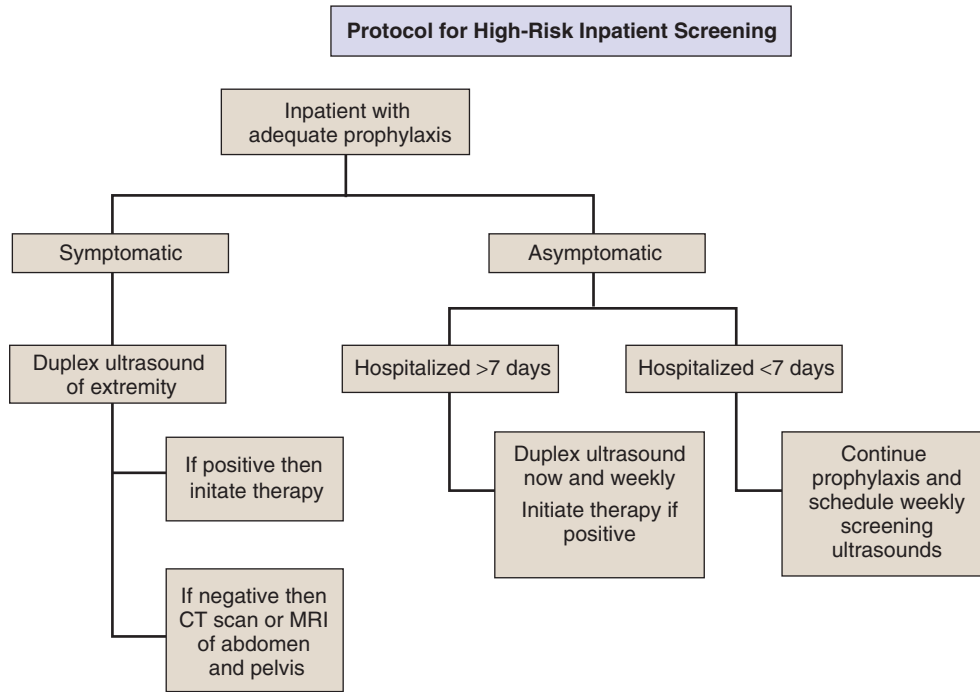 Protocol for High-Risk Inpatient Screening
Inpatient with
adequate prophylaxis
Symptomatic
Asymptomatic
Duplex ultrasound
of extremity
Hospitalized >7 days
Hospitalized <7 days
If positive then
initate therapy
Duplex ultrasound
now and weekly
Initiate therapy if
positive
Continue
prophylaxis and
schedule weekly
screening
ultrasounds
If negative then
CT scan or MRI
of abdomen
and pelvis